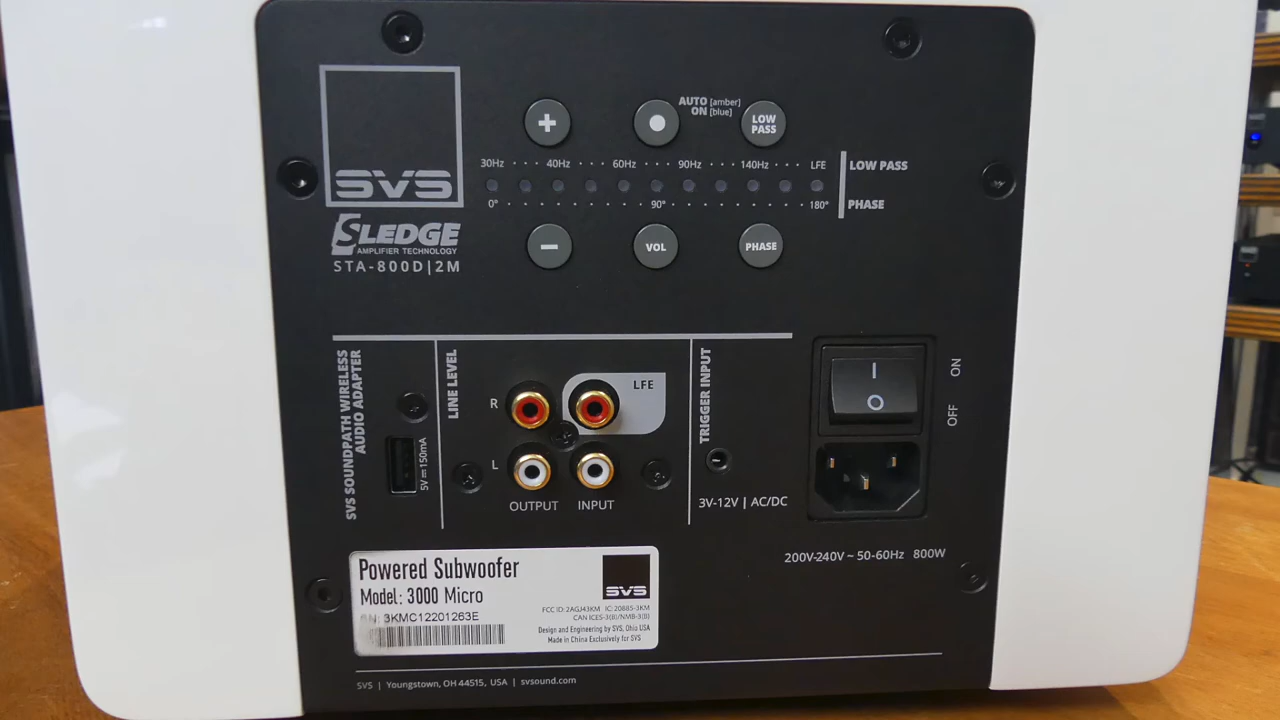 SVS
SLEDGE
AMPLIFIER TECHNOLOGY
STA-800D|2M
+
AUTO [amber]
ON [blue]
LOW
PASS
30Hz 40Hz 60Hz 90Hz 140Hz LFE
LOW PASS
0° 90° 180°
PHASE
−
VOL
PHASE
SVS SOUNDPATH WIRELESS
AUDIO ADAPTER
5V⎓150mA
LINE LEVEL
R
LFE
L
OUTPUT
INPUT
TRIGGER INPUT
3V-12V | AC/DC
I
O
ON
OFF
200V-240V ~ 50-60Hz 800W
Powered Subwoofer
Model: 3000 Micro
S/N: 3KMC12201263E
SVS
FCC ID: 2AGJ43KM IC: 20885-3KM
CAN ICES-3(B)/NMB-3(B)
Design and Engineering by SVS, Ohio USA
Made in China Exclusively for SVS
SVS | Youngstown, OH 44515, USA | svsound.com